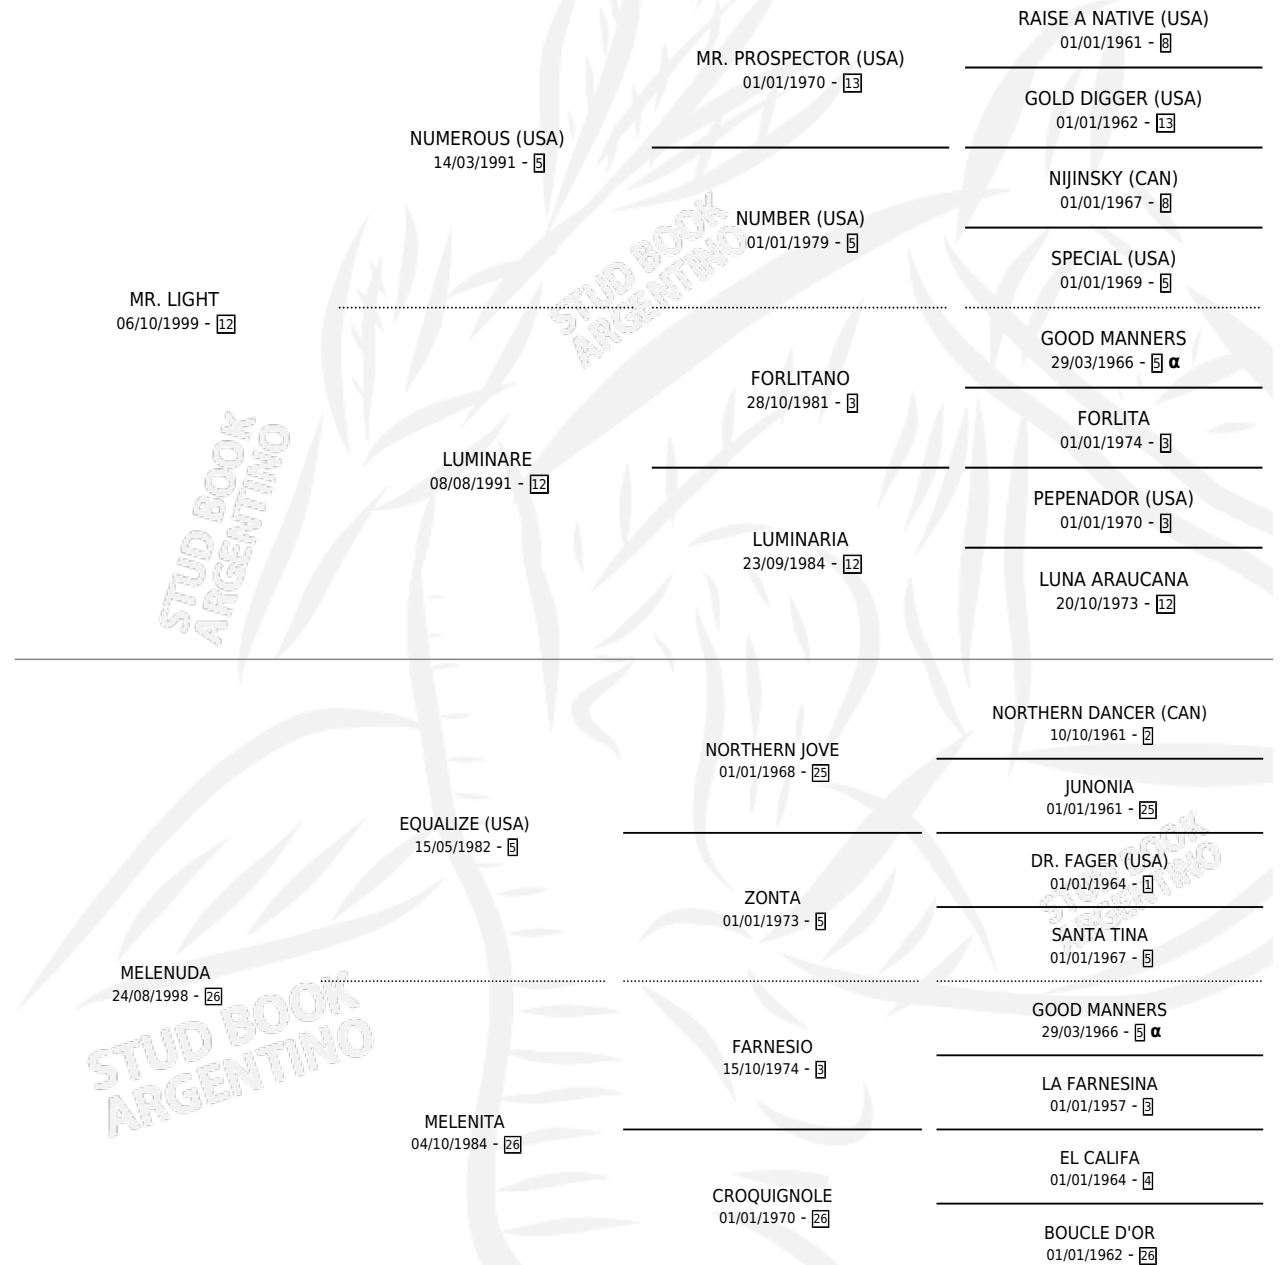 RAISE A NATIVE (USA)
01/01/1961 - 8
MR. PROSPECTOR (USA)
01/01/1970 - 13
GOLD DIGGER (USA)
01/01/1962 - 13
NUMEROUS (USA)
14/03/1991 - 5
NIJINSKY (CAN)
01/01/1967 - 8
NUMBER (USA)
01/01/1979 - 5
SPECIAL (USA)
01/01/1969 - 5
MR. LIGHT
06/10/1999 - 12
GOOD MANNERS
29/03/1966 - 5 α
FORLITANO
28/10/1981 - 3
FORLITA
01/01/1974 - 3
LUMINARE
08/08/1991 - 12
PEPENADOR (USA)
01/01/1970 - 3
LUMINARIA
23/09/1984 - 12
LUNA ARAUCANA
20/10/1973 - 12
NORTHERN DANCER (CAN)
10/10/1961 - 2
NORTHERN JOVE
01/01/1968 - 25
JUNONIA
01/01/1961 - 25
EQUALIZE (USA)
15/05/1982 - 5
DR. FAGER (USA)
01/01/1964 - 1
ZONTA
01/01/1973 - 5
SANTA TINA
01/01/1967 - 5
MELENUDA
24/08/1998 - 26
GOOD MANNERS
29/03/1966 - 5 α
FARNESIO
15/10/1974 - 3
LA FARNESINA
01/01/1957 - 3
MELENITA
04/10/1984 - 26
EL CALIFA
01/01/1964 - 4
CROQUIGNOLE
01/01/1970 - 26
BOUCLE D'OR
01/01/1962 - 26
STUD BOOK
ARGENTINO
STUD BOOK
ARGENTINO
STUD BOOK
ARGENTINO
STUD BOOK
ARGENTINO